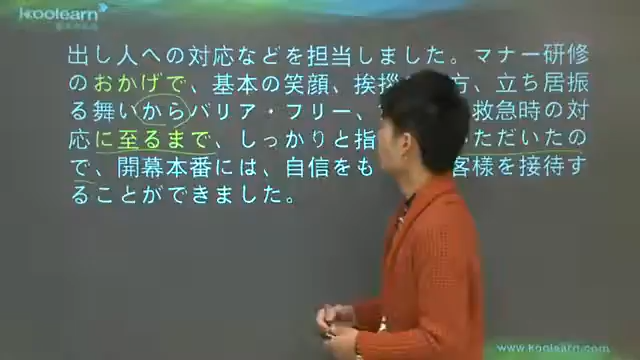 koolearn
出し人への対応などを担当しました。マナー研修
のおかげで、基本の笑顔、挨拶 方、立ち居振
る舞いからバリア・フリー、 救急時の対
応に至るまで、しっかりと指 いただいたの
で、開幕本番には、自信をも 客様を接待す
ることができました。
www.koolearn.com